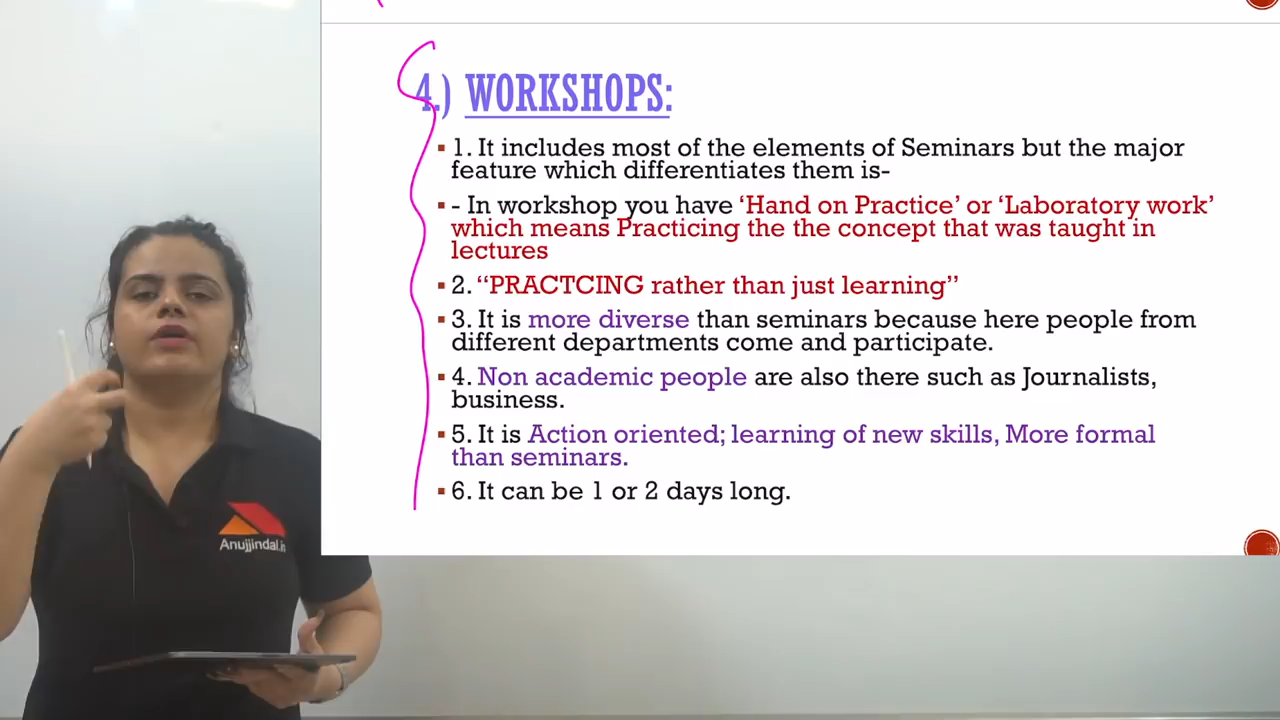 4.) WORKSHOPS:
▪ 1. It includes most of the elements of Seminars but the major
feature which differentiates them is-
▪ - In workshop you have ‘Hand on Practice’ or ‘Laboratory work’
which means Practicing the the concept that was taught in
lectures
▪ 2. “PRACTCING rather than just learning”
▪ 3. It is more diverse than seminars because here people from
different departments come and participate.
▪ 4. Non academic people are also there such as Journalists,
business.
▪ 5. It is Action oriented; learning of new skills, More formal
than seminars.
▪ 6. It can be 1 or 2 days long.
Anujjindal.in